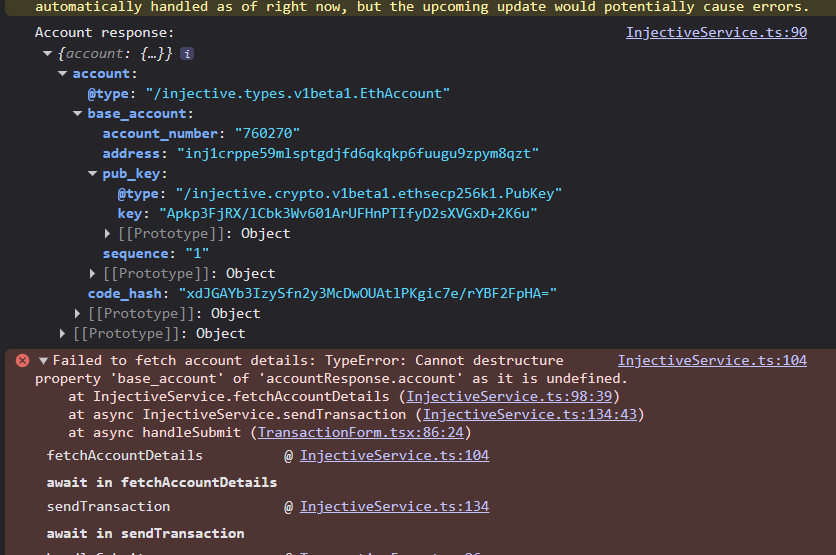 automatically handled as of right now, but the upcoming update would potentially cause errors.
Account response: InjectiveService.ts:90
▼ {account: {…}} i
▼ account:
@type: "/injective.types.v1beta1.EthAccount"
▼ base_account:
account_number: "760270"
address: "inj1crppe59mlsptgdjfd6qkqkp6fuugu9zpym8qzt"
▼ pub_key:
@type: "/injective.crypto.v1beta1.ethsecp256k1.PubKey"
key: "Apkp3FjRX/lCbk3Wv601ArUFHnPTIfyD2sXVGxD+2K6u"
▶ [[Prototype]]: Object
sequence: "1"
▶ [[Prototype]]: Object
code_hash: "xdJGAYb3IzySfn2y3McDwOUAtlPKgic7e/rYBF2FpHA="
▶ [[Prototype]]: Object
▶ [[Prototype]]: Object
▼Failed to fetch account details: TypeError: Cannot destructure InjectiveService.ts:104
property 'base_account' of 'accountResponse.account' as it is undefined.
at InjectiveService.fetchAccountDetails (InjectiveService.ts:98:39)
at async InjectiveService.sendTransaction (InjectiveService.ts:134:43)
at async handleSubmit (TransactionForm.tsx:86:24)
fetchAccountDetails @ InjectiveService.ts:104
await in fetchAccountDetails
sendTransaction @ InjectiveService.ts:134
await in sendTransaction